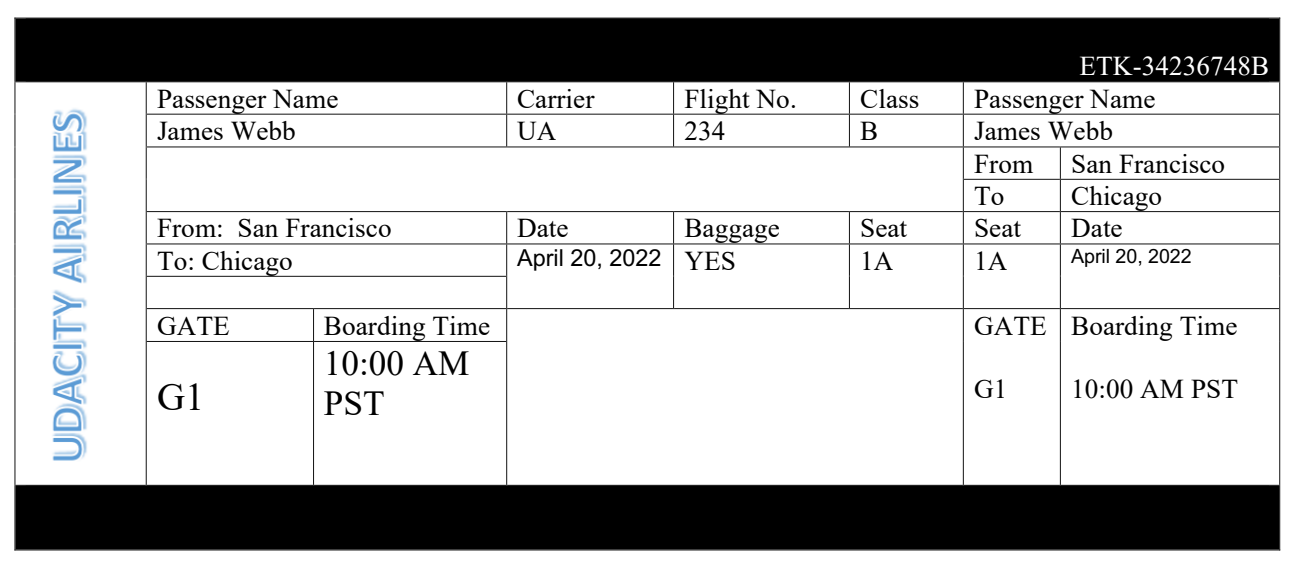 ETK-34236748B
UDACITY AIRLINES
Passenger Name Carrier Flight No. Class Passenger Name
James Webb UA 234 B James Webb
From San Francisco
To Chicago
From: San Francisco Date Baggage Seat Seat Date
To: Chicago April 20, 2022 YES 1A 1A April 20, 2022
GATE Boarding Time GATE Boarding Time
G1 10:00 AM PST G1 10:00 AM PST